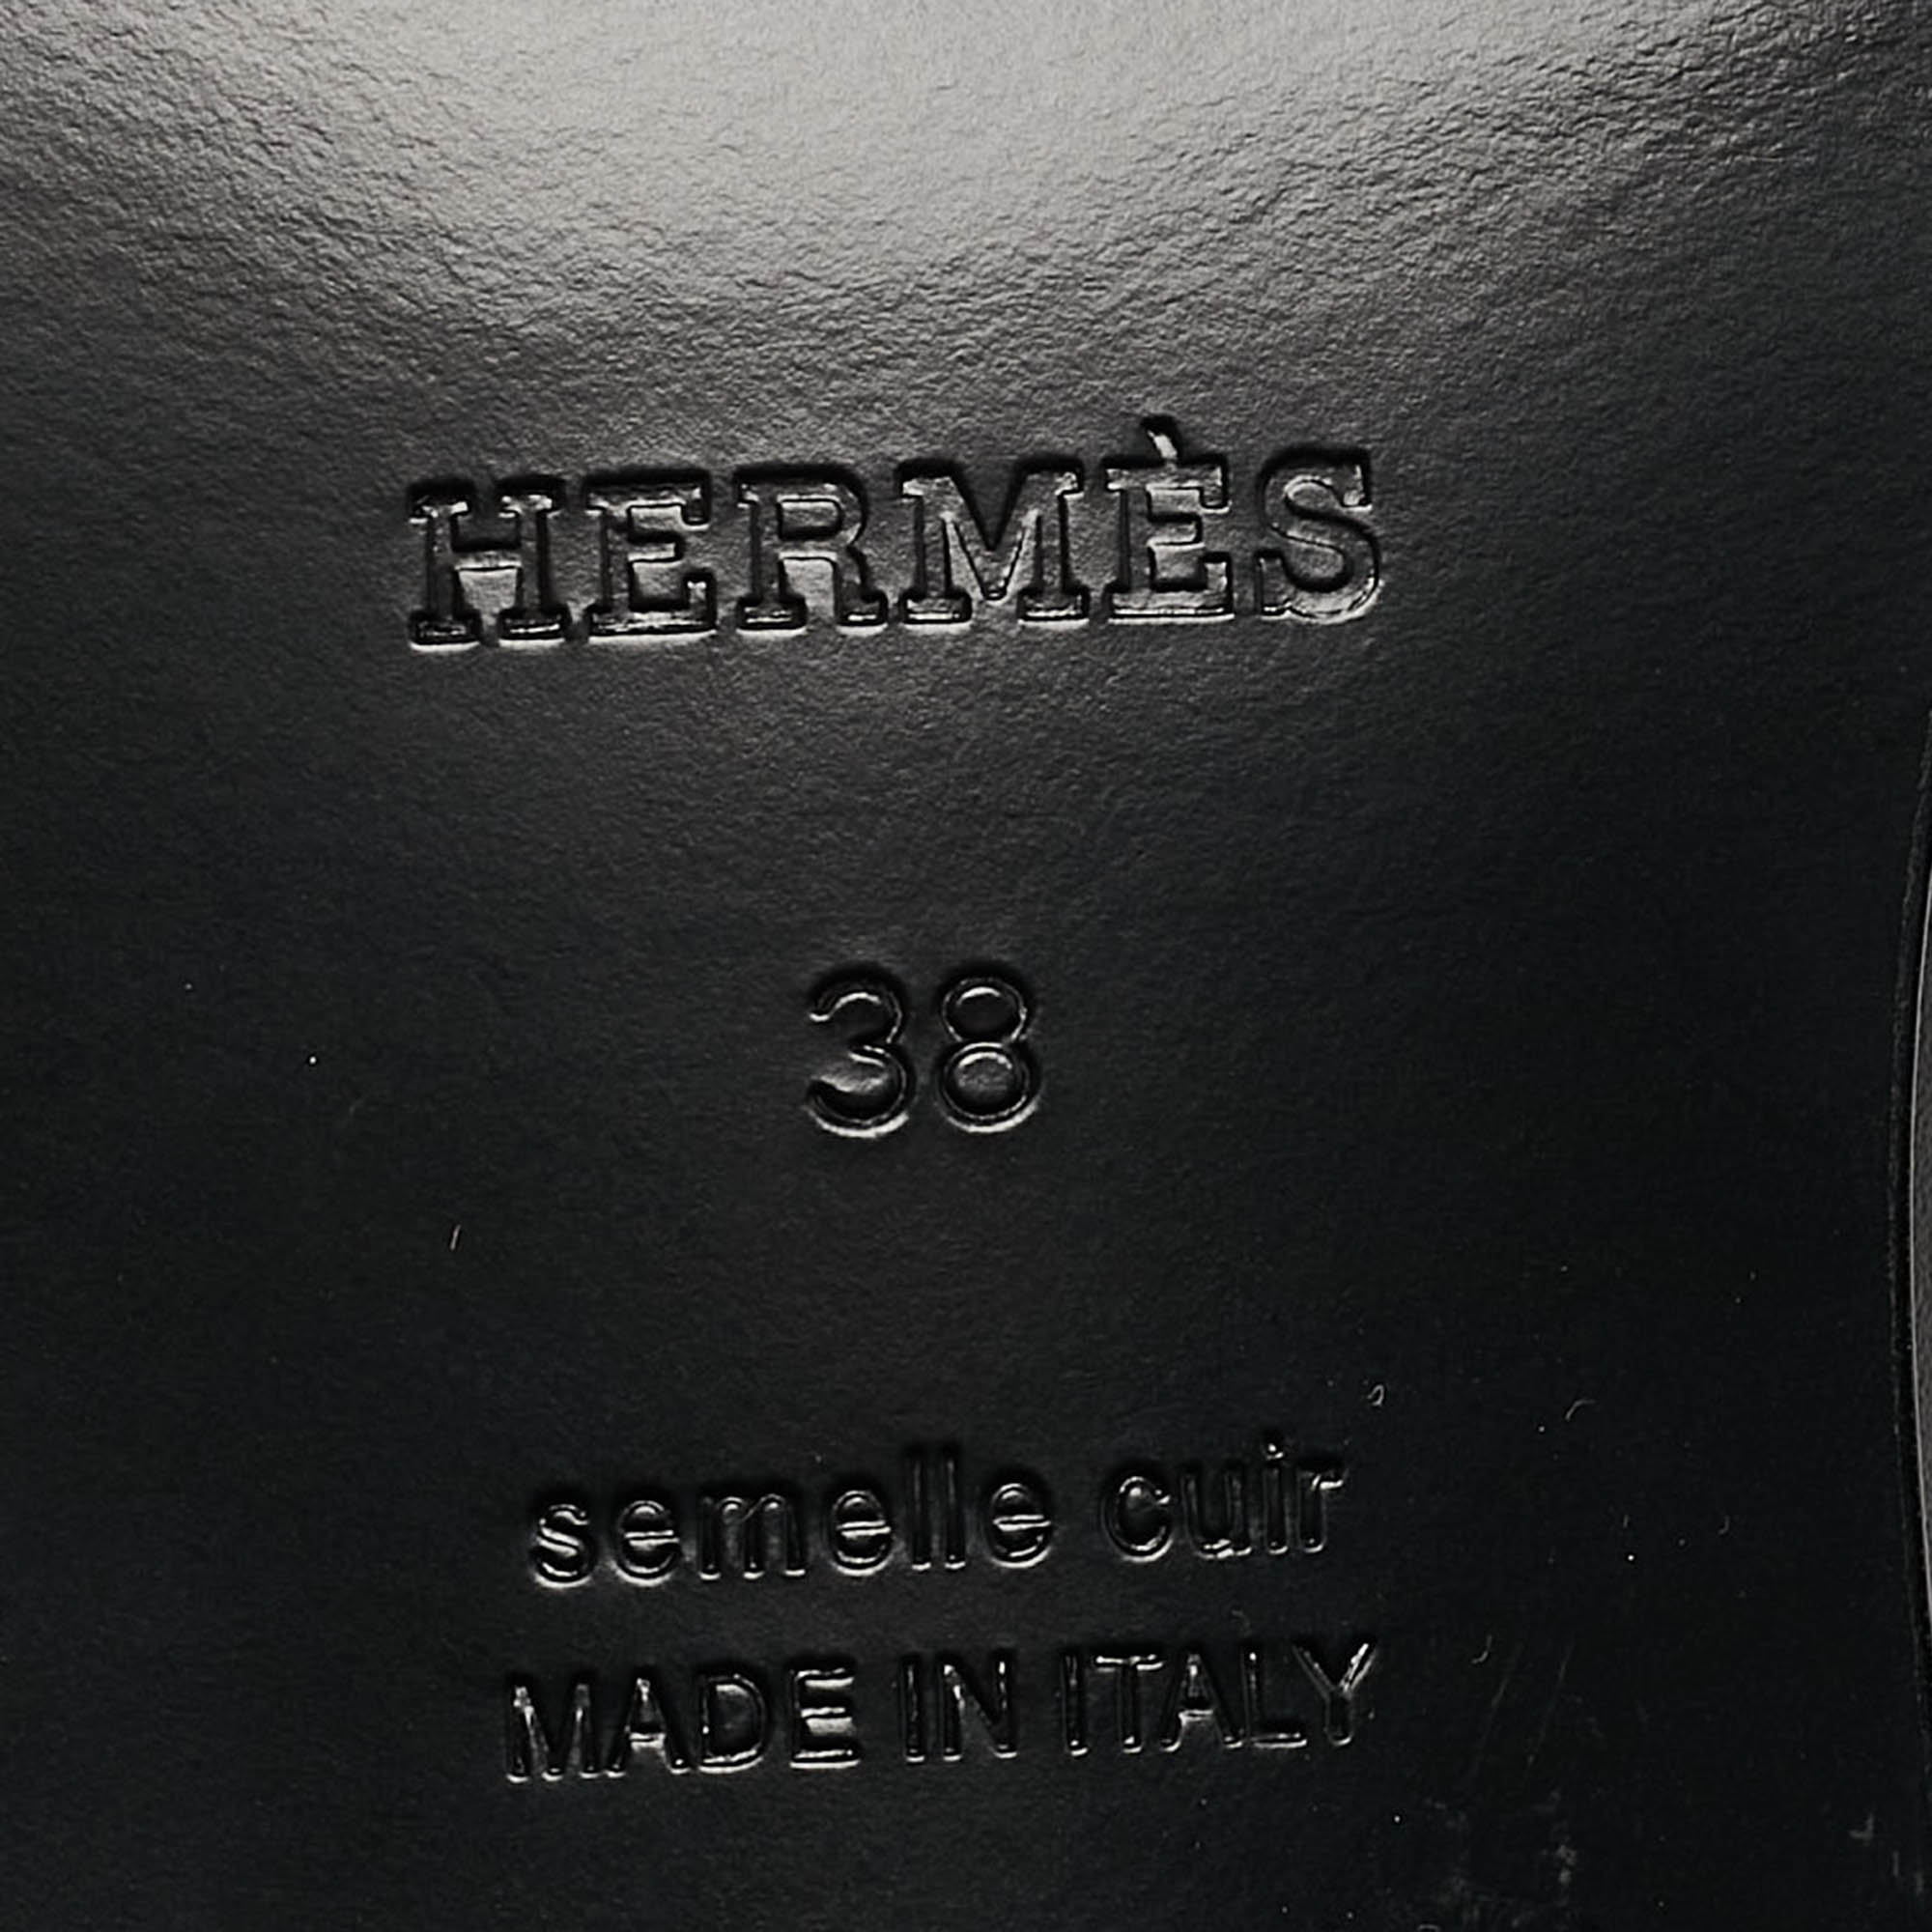 HERMÈS
38
semelle cuir
MADE IN ITALY